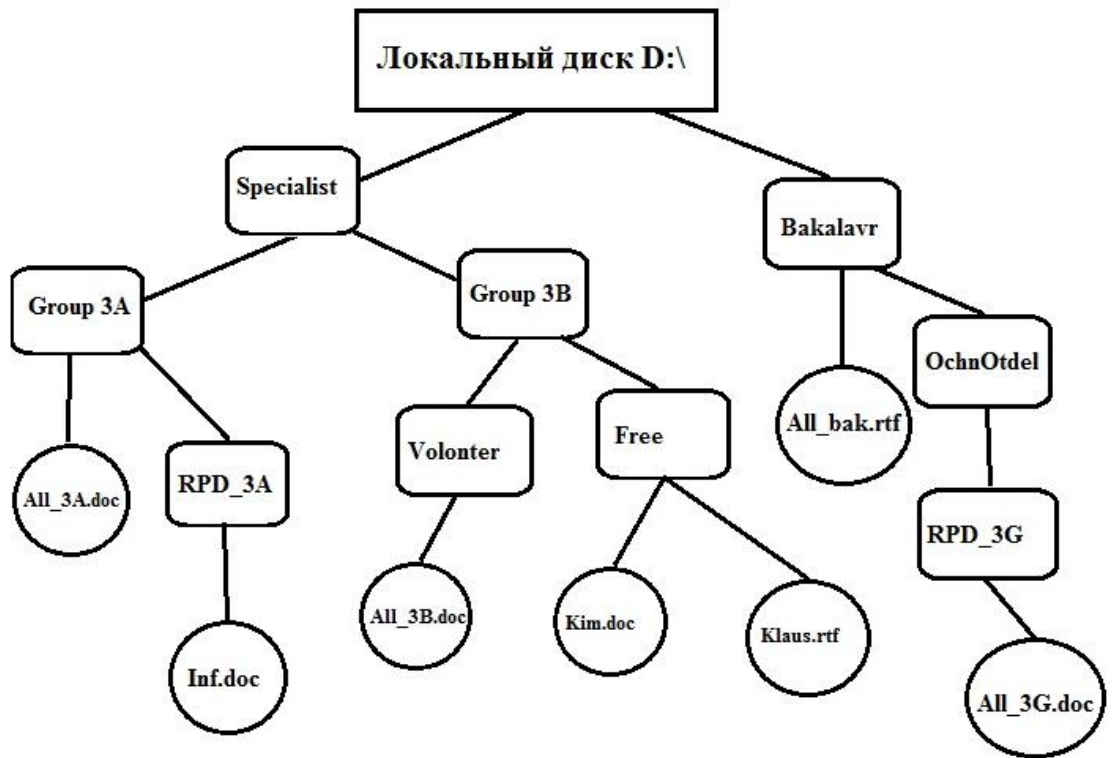 Локальный диск D:\
Specialist
Bakalavr
Group 3A
Group 3B
OchnOtdel
All_bak.rtf
Volonter
Free
All_3A.doc
RPD_3A
RPD_3G
All_3B.doc
Kim.doc
Klaus.rtf
Inf.doc
All_3G.doc